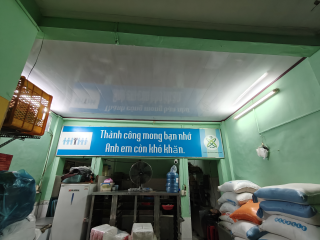 Thành công mong bạn nhớ
Anh em còn khó khăn.